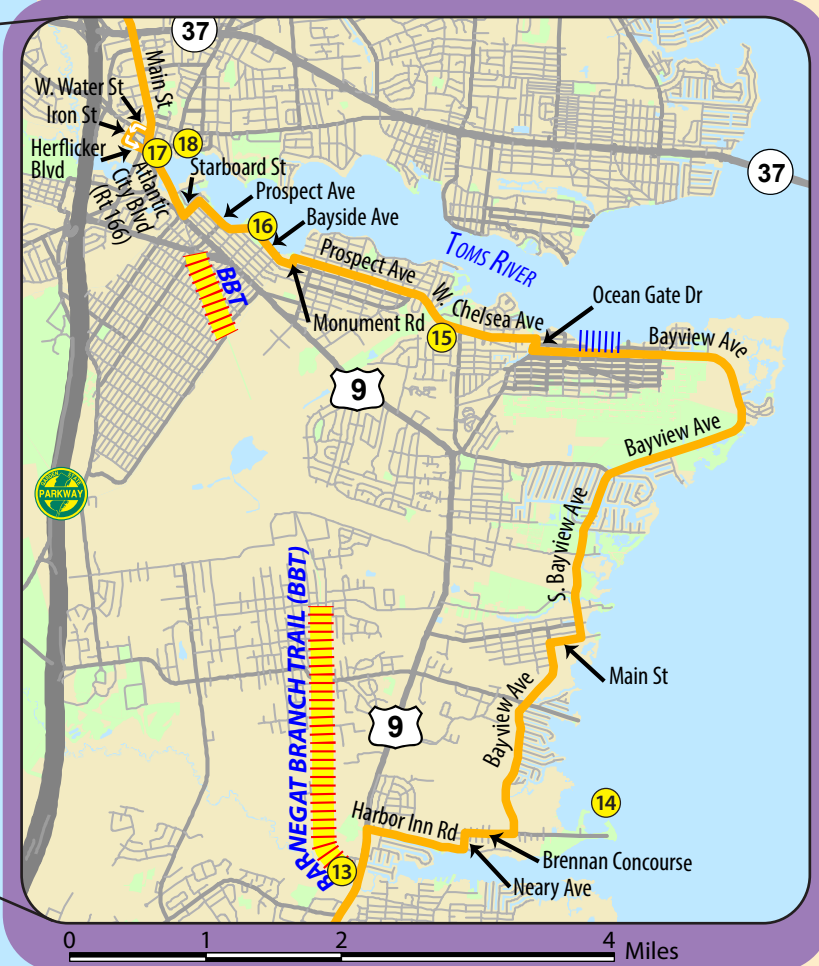 37
Main St
W. Water St
Iron St
Herflicker
Blvd
17
18
Starboard St
Atlantic
City Blvd
(Rt 166)
Prospect Ave
16
Bayside Ave
37
TOMS RIVER
BBT
Prospect Ave
W. Chelsea Ave
Ocean Gate Dr
Monument Rd
15
Bayview Ave
9
Bayview Ave
GARDEN STATE
PARKWAY
S. Bayview Ave
BARNEGAT BRANCH TRAIL (BBT)
Main St
9
Bayview Ave
14
Harbor Inn Rd
Brennan Concourse
13
Neary Ave
0 1 2 4 Miles